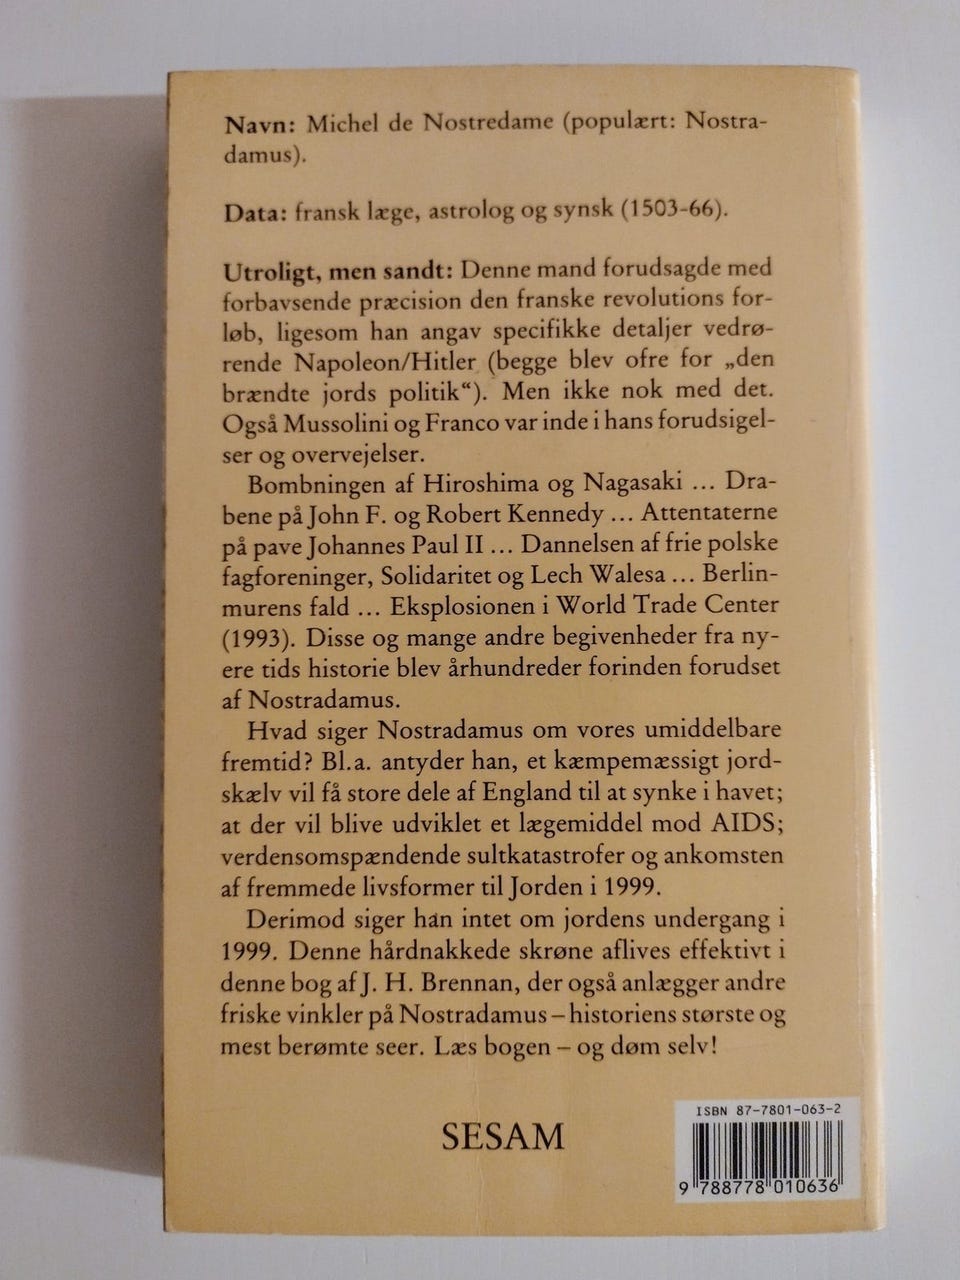 Navn: Michel de Nostredame (populært: Nostra-
damus).
Data: fransk læge, astrolog og synsk (1503-66).
Utroligt, men sandt: Denne mand forudsagde med
forbavsende præcision den franske revolutions for-
løb, ligesom han angav specifikke detaljer vedrø-
rende Napoleon/Hitler (begge blev ofre for „den
brændte jords politik“). Men ikke nok med det.
Også Mussolini og Franco var inde i hans forudsigel-
ser og overvejelser.
Bombningen af Hiroshima og Nagasaki ... Dra-
bene på John F. og Robert Kennedy ... Attentaterne
på pave Johannes Paul II ... Dannelsen af frie polske
fagforeninger, Solidaritet og Lech Walesa ... Berlin-
murens fald ... Eksplosionen i World Trade Center
(1993). Disse og mange andre begivenheder fra ny-
ere tids historie blev århundreder forinden forudset
af Nostradamus.
Hvad siger Nostradamus om vores umiddelbare
fremtid? Bl.a. antyder han, et kæmpemæssigt jord-
skælv vil få store dele af England til at synke i havet;
at der vil blive udviklet et lægemiddel mod AIDS;
verdensomspændende sultkatastrofer og ankomsten
af fremmede livsformer til Jorden i 1999.
Derimod siger han intet om jordens undergang i
1999. Denne hårdnakkede skrøne aflives effektivt i
denne bog af J. H. Brennan, der også anlægger andre
friske vinkler på Nostradamus – historiens største og
mest berømte seer. Læs bogen – og døm selv!
SESAM
ISBN 87-7801-063-2
9 788778 010636